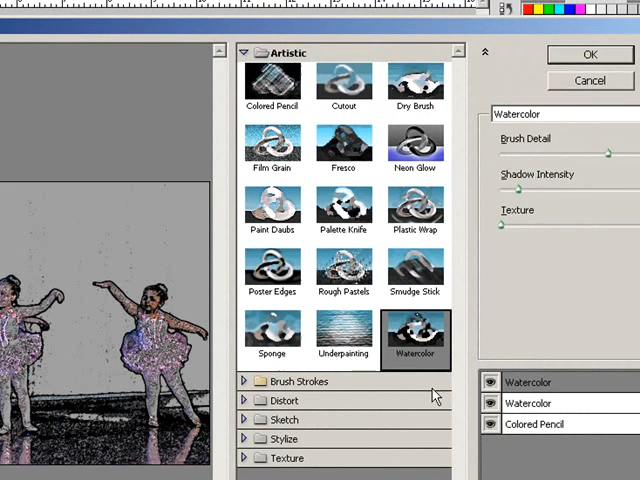 Artistic
Colored Pencil
Cutout
Dry Brush
Film Grain
Fresco
Neon Glow
Paint Daubs
Palette Knife
Plastic Wrap
Poster Edges
Rough Pastels
Smudge Stick
Sponge
Underpainting
Watercolor
Brush Strokes
Distort
Sketch
Stylize
Texture
OK
Cancel
Watercolor
Brush Detail
Shadow Intensity
Texture
Watercolor
Watercolor
Colored Pencil